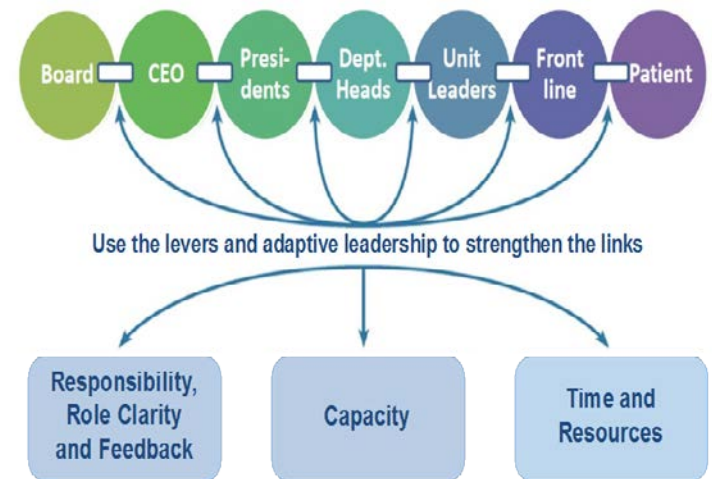 Board
CEO
Presi-
dents
Dept.
Heads
Unit
Leaders
Front
line
Patient
Use the levers and adaptive leadership to strengthen the links
Responsibility,
Role Clarity
and Feedback
Capacity
Time and
Resources